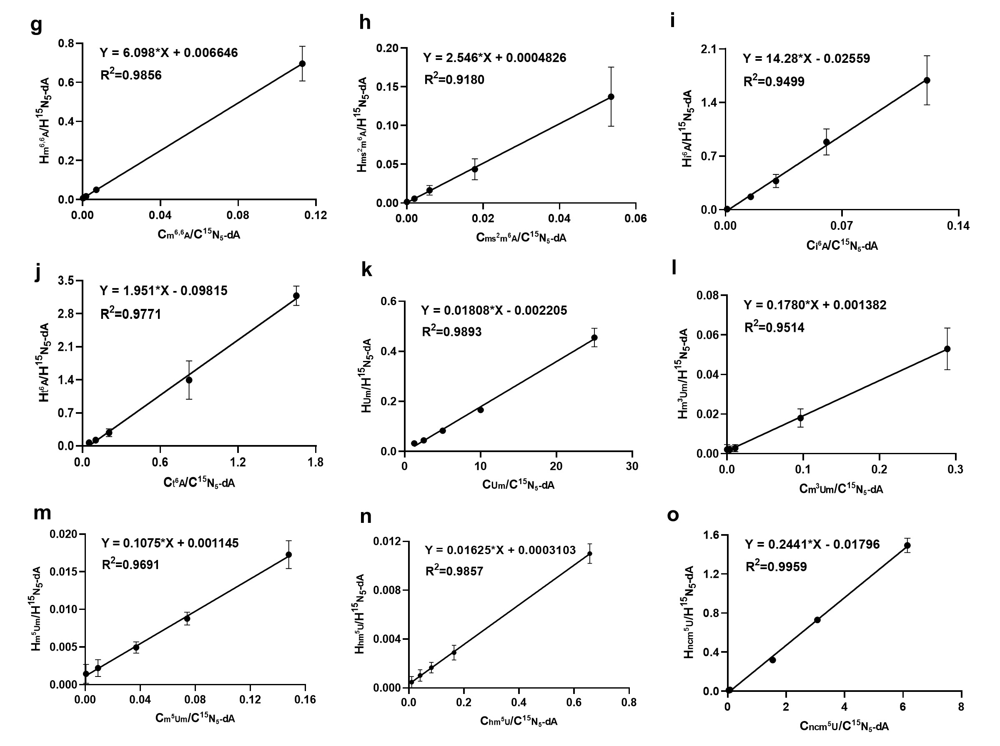 g
Y = 6.098*X + 0.006646
R²=0.9856
Hm⁶,⁶A/H¹⁵N₅-dA
0.8
0.6
0.4
0.2
0.0
0.00 0.04 0.08 0.12
Cm⁶,⁶A/C¹⁵N₅-dA
h
Y = 2.546*X + 0.0004826
R²=0.9180
Hms²m⁶A/H¹⁵N₅-dA
0.20
0.15
0.10
0.05
0.00
0.00 0.02 0.04 0.06
Cms²m⁶A/C¹⁵N₅-dA
i
Y = 14.28*X - 0.02559
R²=0.9499
Hi⁶A/H¹⁵N₅-dA
2.1
1.4
0.7
0.0
0.00 0.07 0.14
Ci⁶A/C¹⁵N₅-dA
j
Y = 1.951*X - 0.09815
R²=0.9771
Ht⁶A/H¹⁵N₅-dA
3.5
2.8
2.1
1.4
0.7
0.0
0.0 0.6 1.2 1.8
Ct⁶A/C¹⁵N₅-dA
k
Y = 0.01808*X - 0.002205
R²=0.9893
HUm/H¹⁵N₅-dA
0.6
0.4
0.2
0.0
0 10 20 30
CUm/C¹⁵N₅-dA
l
Y = 0.1780*X + 0.001382
R²=0.9514
Hm³Um/H¹⁵N₅-dA
0.08
0.06
0.04
0.02
0.00
0.0 0.1 0.2 0.3
Cm³Um/C¹⁵N₅-dA
m
Y = 0.1075*X + 0.001145
R²=0.9691
Hm⁵Um/H¹⁵N₅-dA
0.020
0.015
0.010
0.005
0.000
0.00 0.04 0.08 0.12 0.16
Cm⁵Um/C¹⁵N₅-dA
n
Y = 0.01625*X + 0.0003103
R²=0.9857
Hhm⁵U/H¹⁵N₅-dA
0.012
0.008
0.004
0.000
0.0 0.2 0.4 0.6 0.8
Chm⁵U/C¹⁵N₅-dA
o
Y = 0.2441*X - 0.01796
R²=0.9959
Hncm⁵U/H¹⁵N₅-dA
1.6
1.2
0.8
0.4
0.0
0 2 4 6 8
Cncm⁵U/C¹⁵N₅-dA